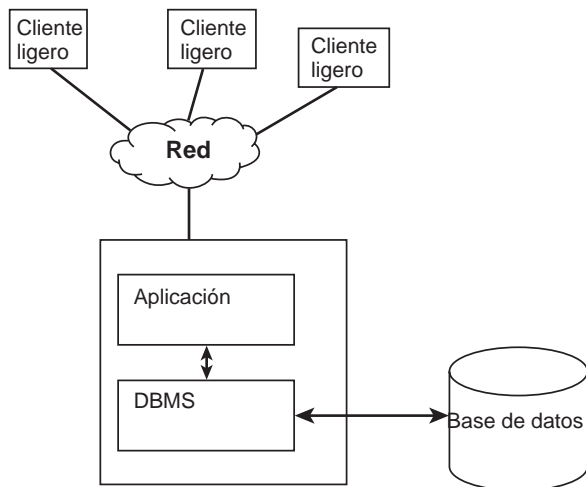 Cliente
ligero
Cliente
ligero
Cliente
ligero
Red
Aplicación
DBMS
Base de datos